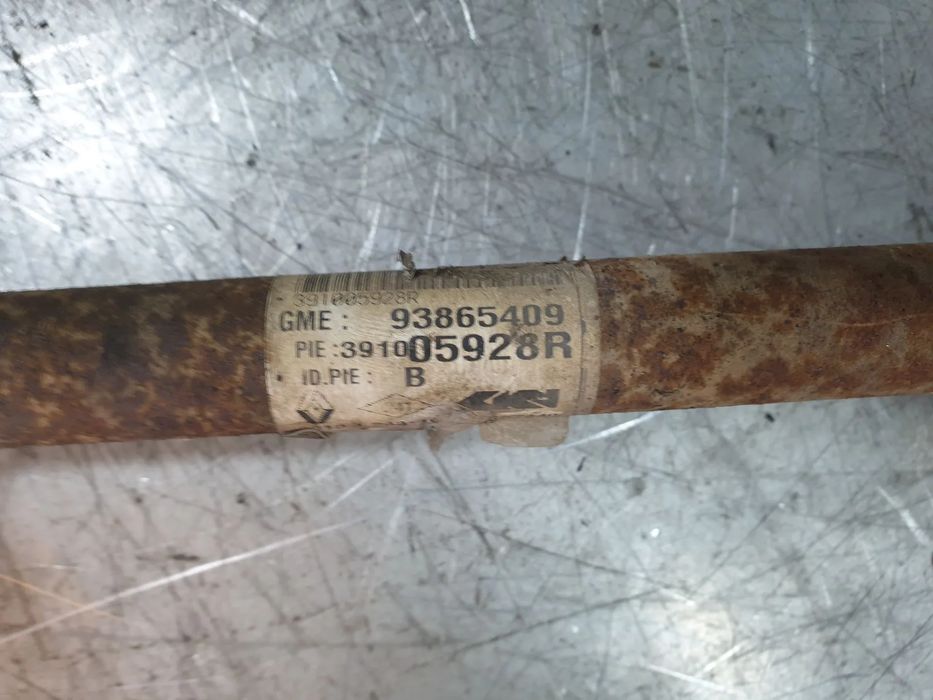 391005928R
GME : 93865409
PIE :391005928R
ID.PIE : B